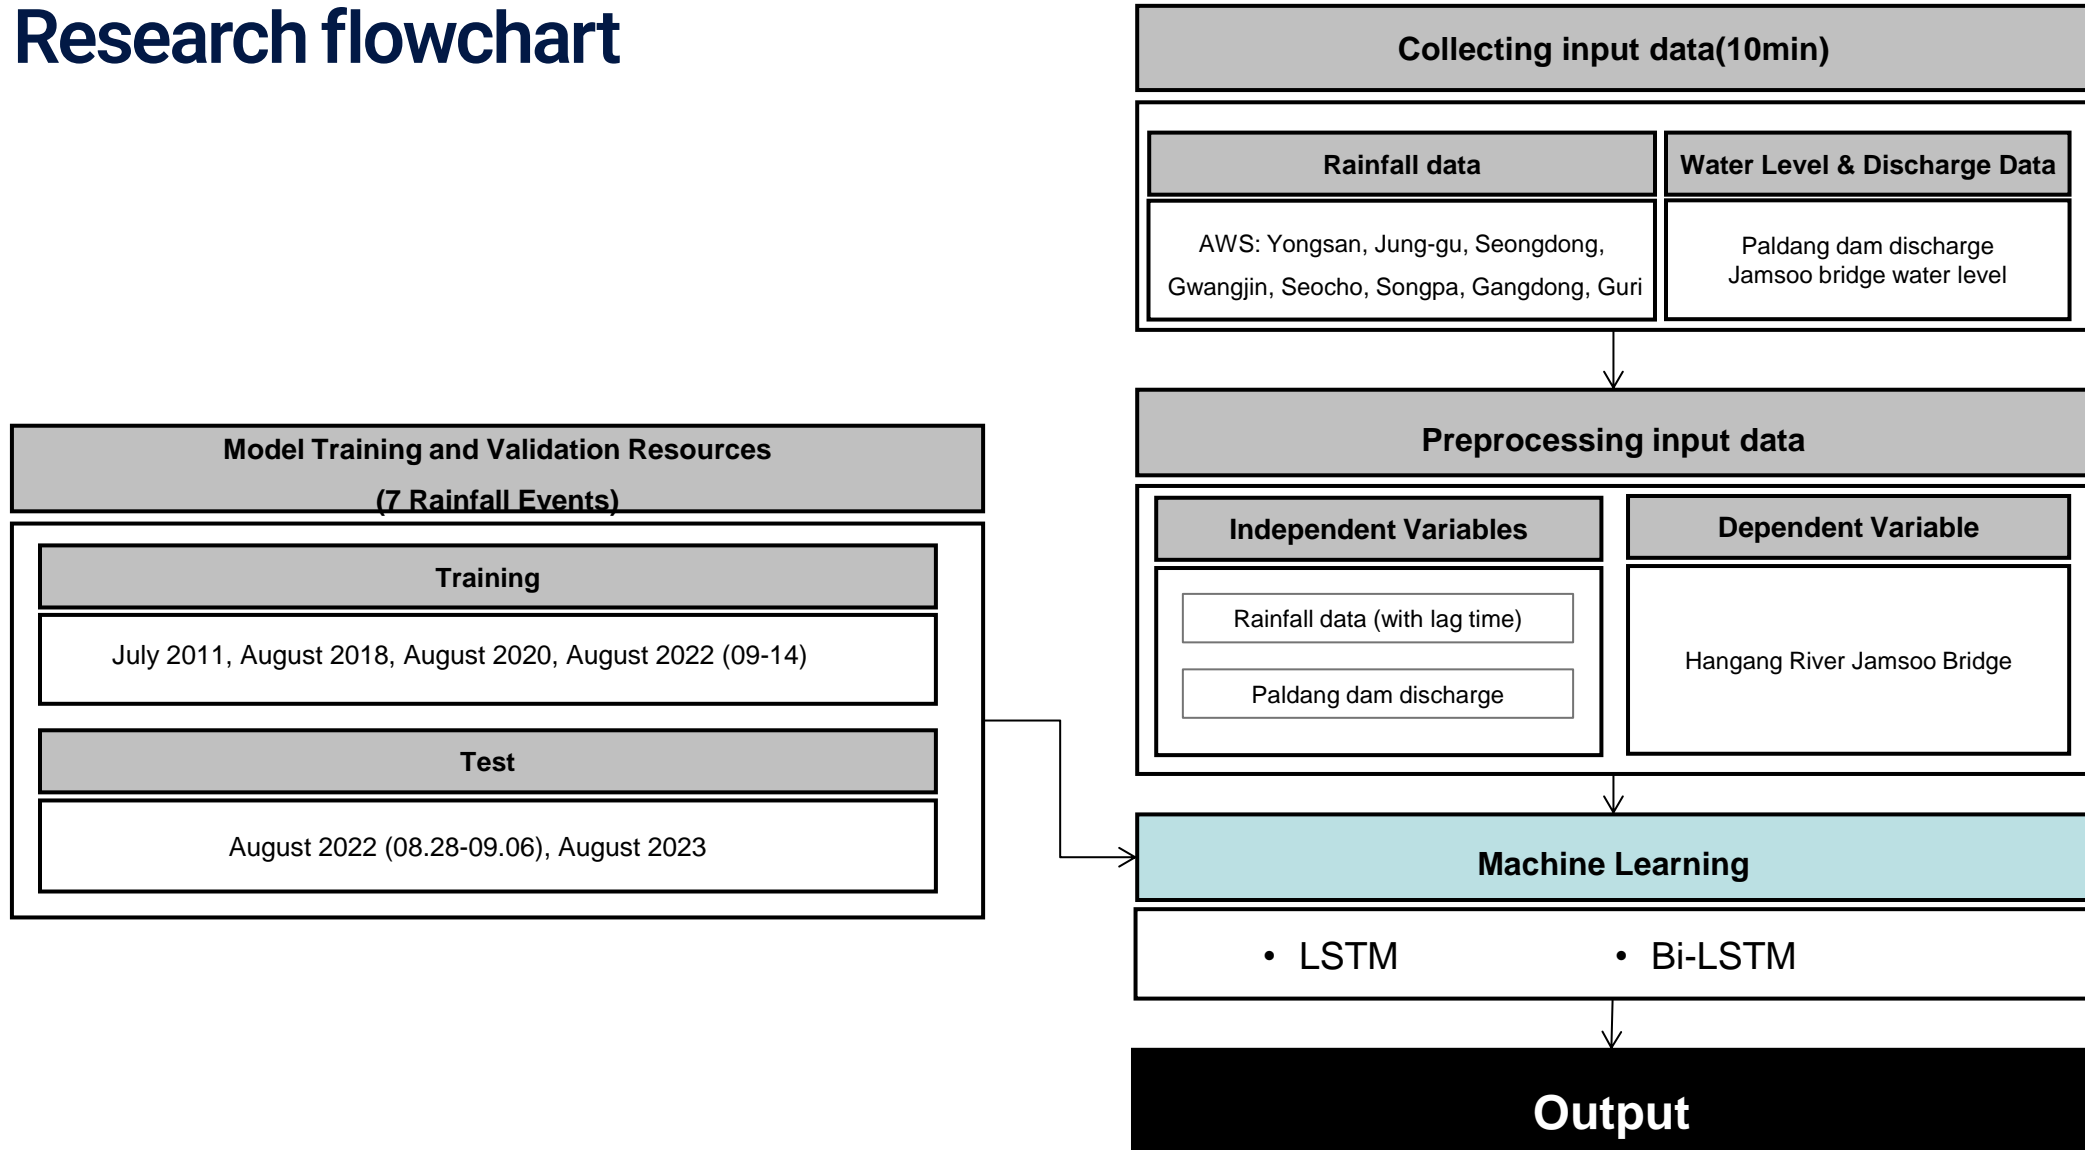 Research flowchart
Collecting input data(10min)
Rainfall data
AWS: Yongsan, Jung-gu, Seongdong,
Gwangjin, Seocho, Songpa, Gangdong, Guri
Water Level & Discharge Data
Paldang dam discharge
Jamsoo bridge water level
Preprocessing input data
Independent Variables
Rainfall data (with lag time)
Paldang dam discharge
Dependent Variable
Hangang River Jamsoo Bridge
Model Training and Validation Resources
(7 Rainfall Events)
Training
July 2011, August 2018, August 2020, August 2022 (09-14)
Test
August 2022 (08.28-09.06), August 2023
Machine Learning
• LSTM
• Bi-LSTM
Output